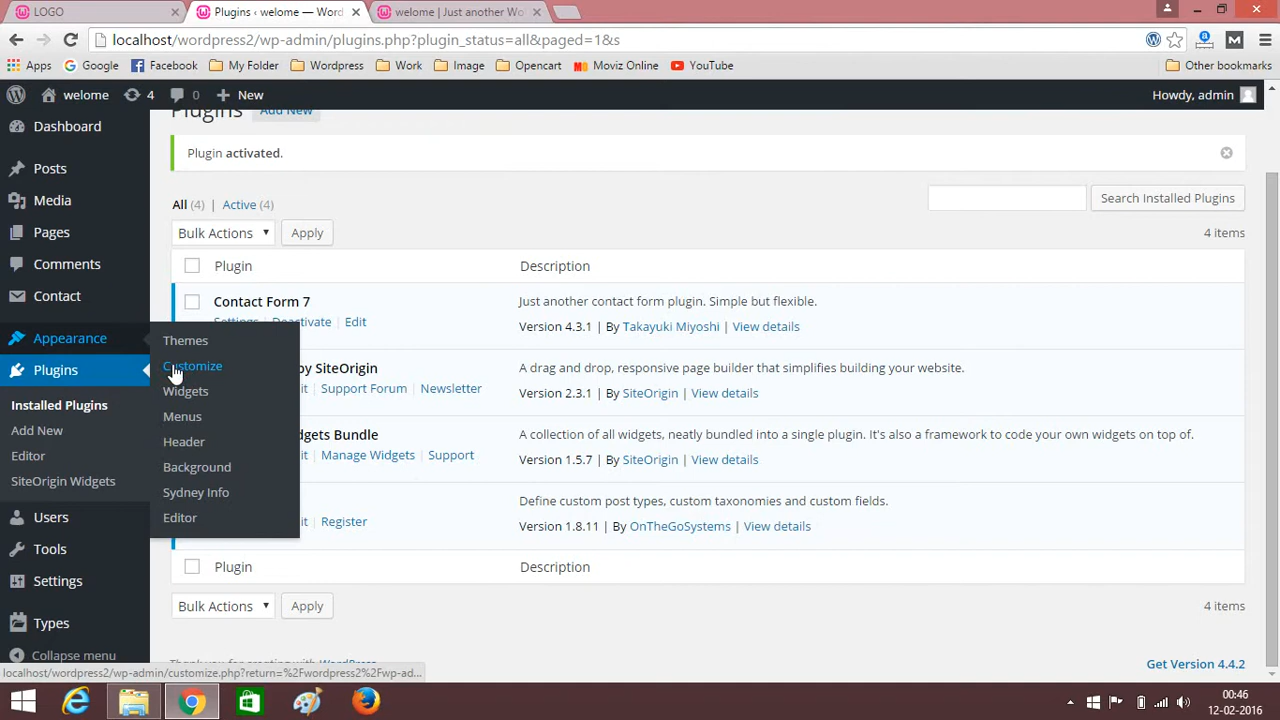 LOGO
Plugins ‹ welome — Word
welome | Just another Wo
localhost/wordpress2/wp-admin/plugins.php?plugin_status=all&paged=1&s
Apps Google Facebook My Folder Wordpress Work Image Opencart Moviz Online YouTube Other bookmarks
welome 4 0 New Howdy, admin
Plugins Add New
Dashboard
Plugin activated.
Posts
Media
Pages
Comments
Contact
Appearance
Plugins
Installed Plugins
Add New
Editor
SiteOrigin Widgets
Users
Tools
Settings
Types
Collapse menu
Themes
Customize
Widgets
Menus
Header
Background
Sydney Info
Editor
All (4) | Active (4)
Search Installed Plugins
Bulk Actions Apply 4 items
Plugin Description
Contact Form 7 Just another contact form plugin. Simple but flexible.
Settings Deactivate Edit Version 4.3.1 | By Takayuki Miyoshi | View details
by SiteOrigin A drag and drop, responsive page builder that simplifies building your website.
it Support Forum Newsletter Version 2.3.1 | By SiteOrigin | View details
dgets Bundle A collection of all widgets, neatly bundled into a single plugin. It's also a framework to code your own widgets on top of.
it Manage Widgets Support Version 1.5.7 | By SiteOrigin | View details
Define custom post types, custom taxonomies and custom fields.
it Register Version 1.8.11 | By OnTheGoSystems | View details
Plugin Description
Bulk Actions Apply 4 items
Thank you for creating with WordPress Get Version 4.4.2
localhost/wordpress2/wp-admin/customize.php?return=%2Fwordpress2%2Fwp-ad...
00:46
12-02-2016